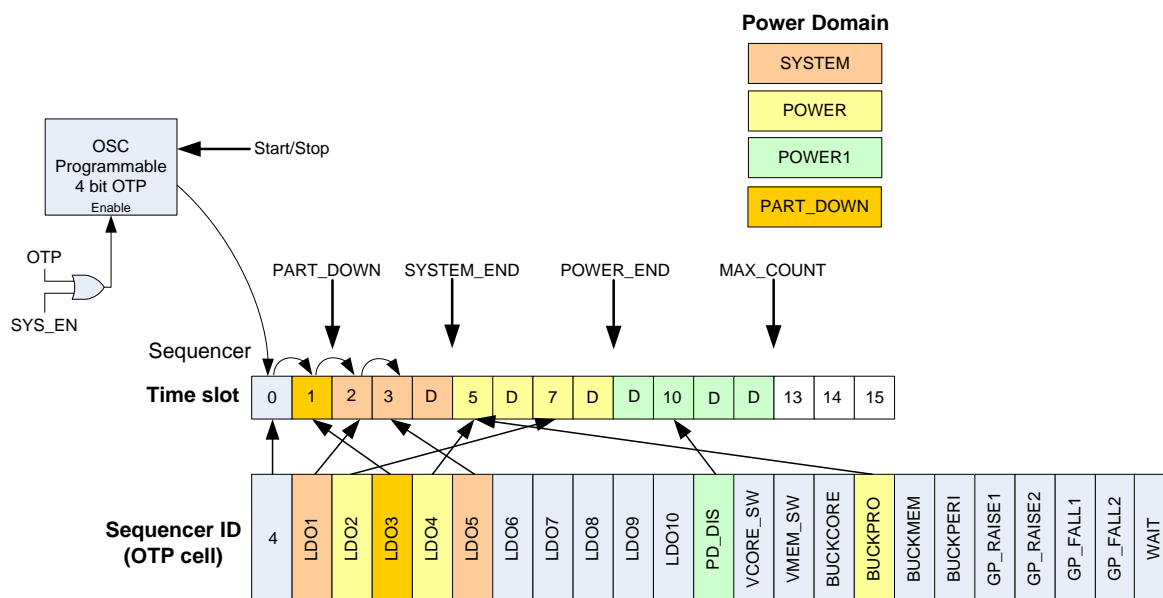 Power Domain
SYSTEM
POWER
POWER1
PART_DOWN
OSC
Programmable
4 bit OTP
Enable
Start/Stop
OTP
SYS_EN
PART_DOWN SYSTEM_END POWER_END MAX_COUNT
Sequencer
Time slot 0 1 2 3 D 5 D 7 D D 10 D D 13 14 15
Sequencer ID
(OTP cell)
4 LDO1 LDO2 LDO3 LDO4 LDO5 LDO6 LDO7 LDO8 LDO9 LDO10 PD_DIS VCORE_SW VMEM_SW BUCKCORE BUCKPRO BUCKMEM BUCKPERI GP_RAISE1 GP_RAISE2 GP_FALL1 GP_FALL2 WAIT